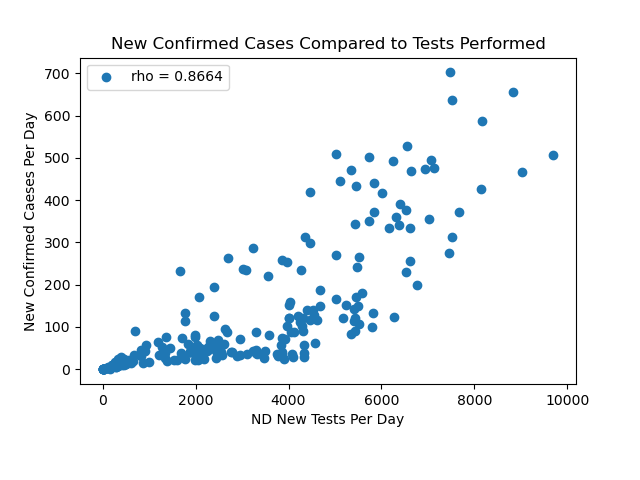 New Confirmed Cases Compared to Tests Performed
rho = 0.8664
700
600
500
400
300
200
100
0
New Confirmed Caeses Per Day
0 2000 4000 6000 8000 10000
ND New Tests Per Day